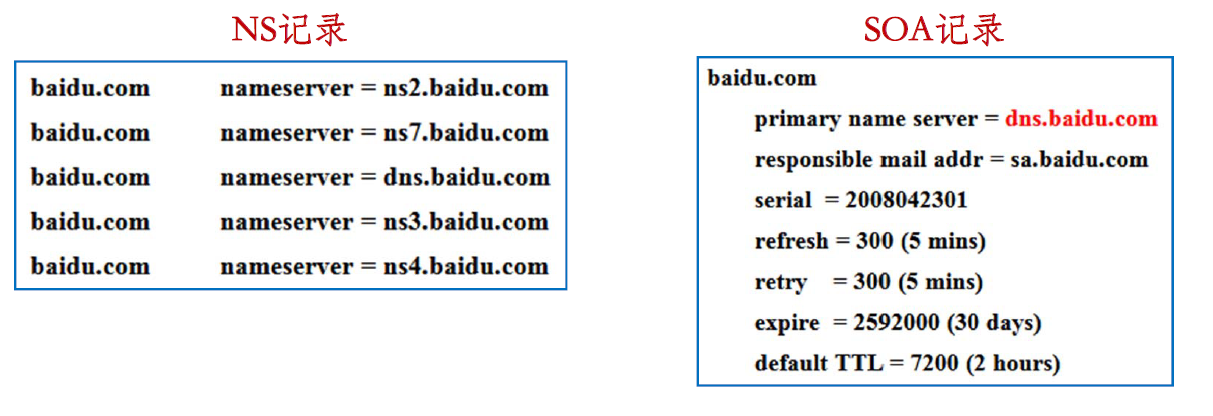 NS记录
baidu.com nameserver = ns2.baidu.com
baidu.com nameserver = ns7.baidu.com
baidu.com nameserver = dns.baidu.com
baidu.com nameserver = ns3.baidu.com
baidu.com nameserver = ns4.baidu.com
SOA记录
baidu.com
primary name server = dns.baidu.com
responsible mail addr = sa.baidu.com
serial = 2008042301
refresh = 300 (5 mins)
retry = 300 (5 mins)
expire = 2592000 (30 days)
default TTL = 7200 (2 hours)